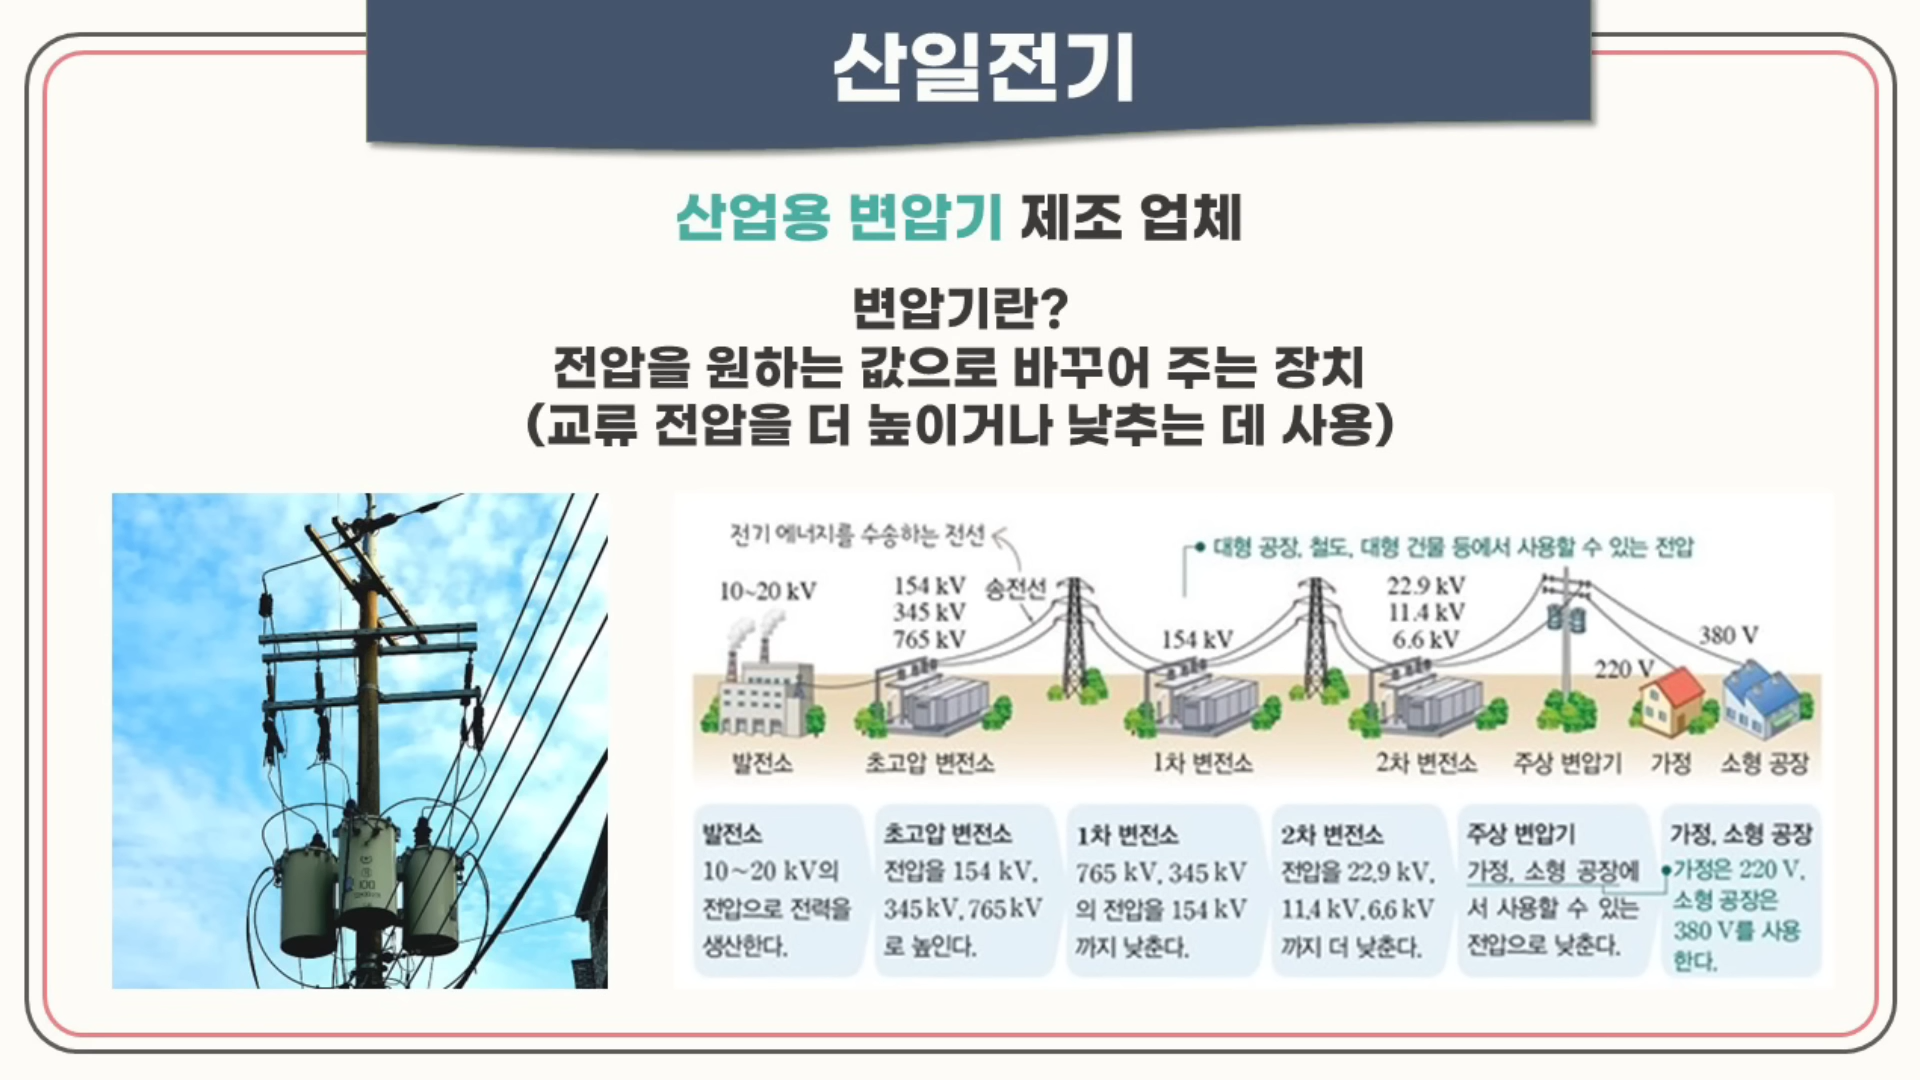 산일전기
산업용 변압기 제조 업체
변압기란?
전압을 원하는 값으로 바꾸어 주는 장치
(교류 전압을 더 높이거나 낮추는 데 사용)
100
전기 에너지를 수송하는 전선
대형 공장, 철도, 대형 건물 등에서 사용할 수 있는 전압
10~20 kV
154 kV
345 kV
765 kV
송전선
154 kV
22.9 kV
11.4 kV
6.6 kV
220 V
380 V
발전소
초고압 변전소
1차 변전소
2차 변전소
주상 변압기
가정
소형 공장
발전소
10~20 kV의
전압으로 전력을
생산한다.
초고압 변전소
전압을 154 kV,
345 kV, 765 kV
로 높인다.
1차 변전소
765 kV, 345 kV
의 전압을 154 kV
까지 낮춘다.
2차 변전소
전압을 22.9 kV,
11.4 kV, 6.6 kV
까지 더 낮춘다.
주상 변압기
가정, 소형 공장에
서 사용할 수 있는
전압으로 낮춘다.
가정, 소형 공장
가정은 220 V,
소형 공장은
380 V를 사용
한다.